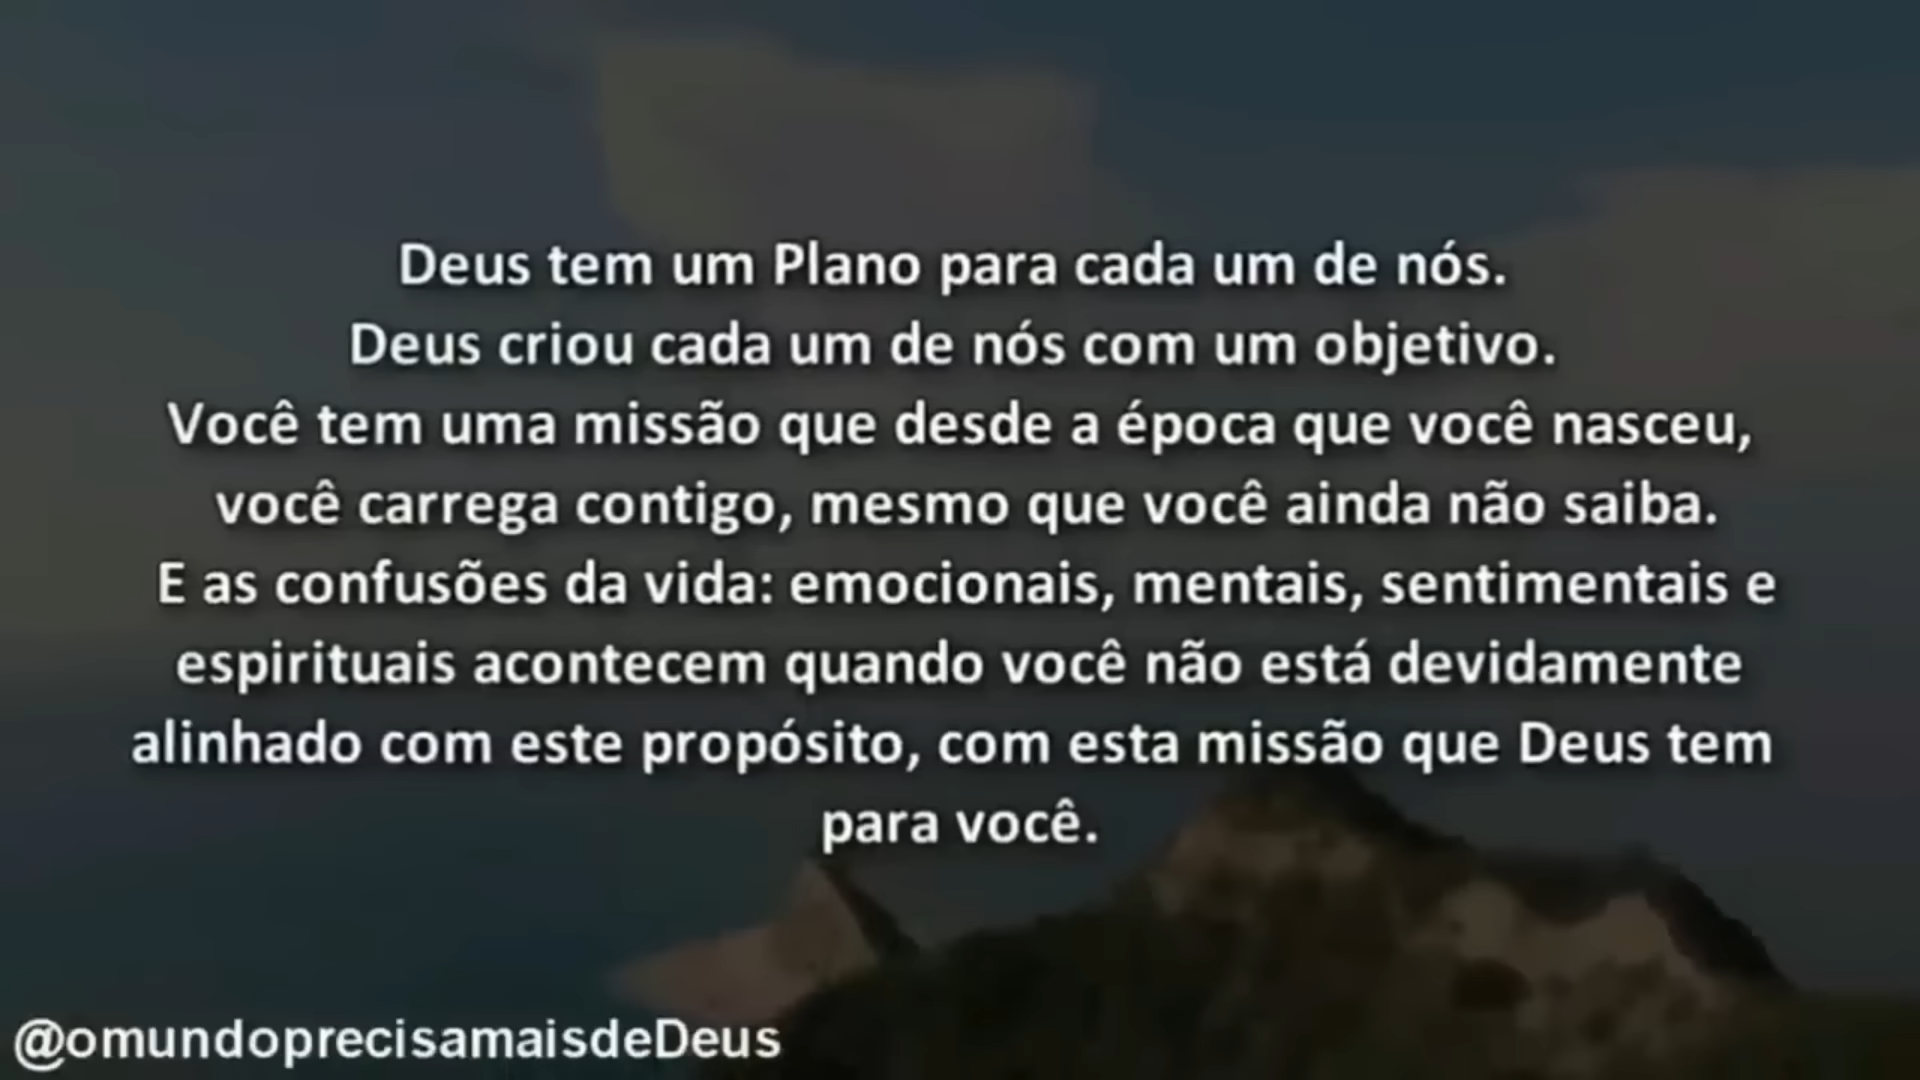 Deus tem um Plano para cada um de nós.
Deus criou cada um de nós com um objetivo.
Você tem uma missão que desde a época que você nasceu,
você carrega contigo, mesmo que você ainda não saiba.
E as confusões da vida: emocionais, mentais, sentimentais e
espirituais acontecem quando você não está devidamente
alinhado com este propósito, com esta missão que Deus tem
para você.
@omundoprecisamaisdeDeus